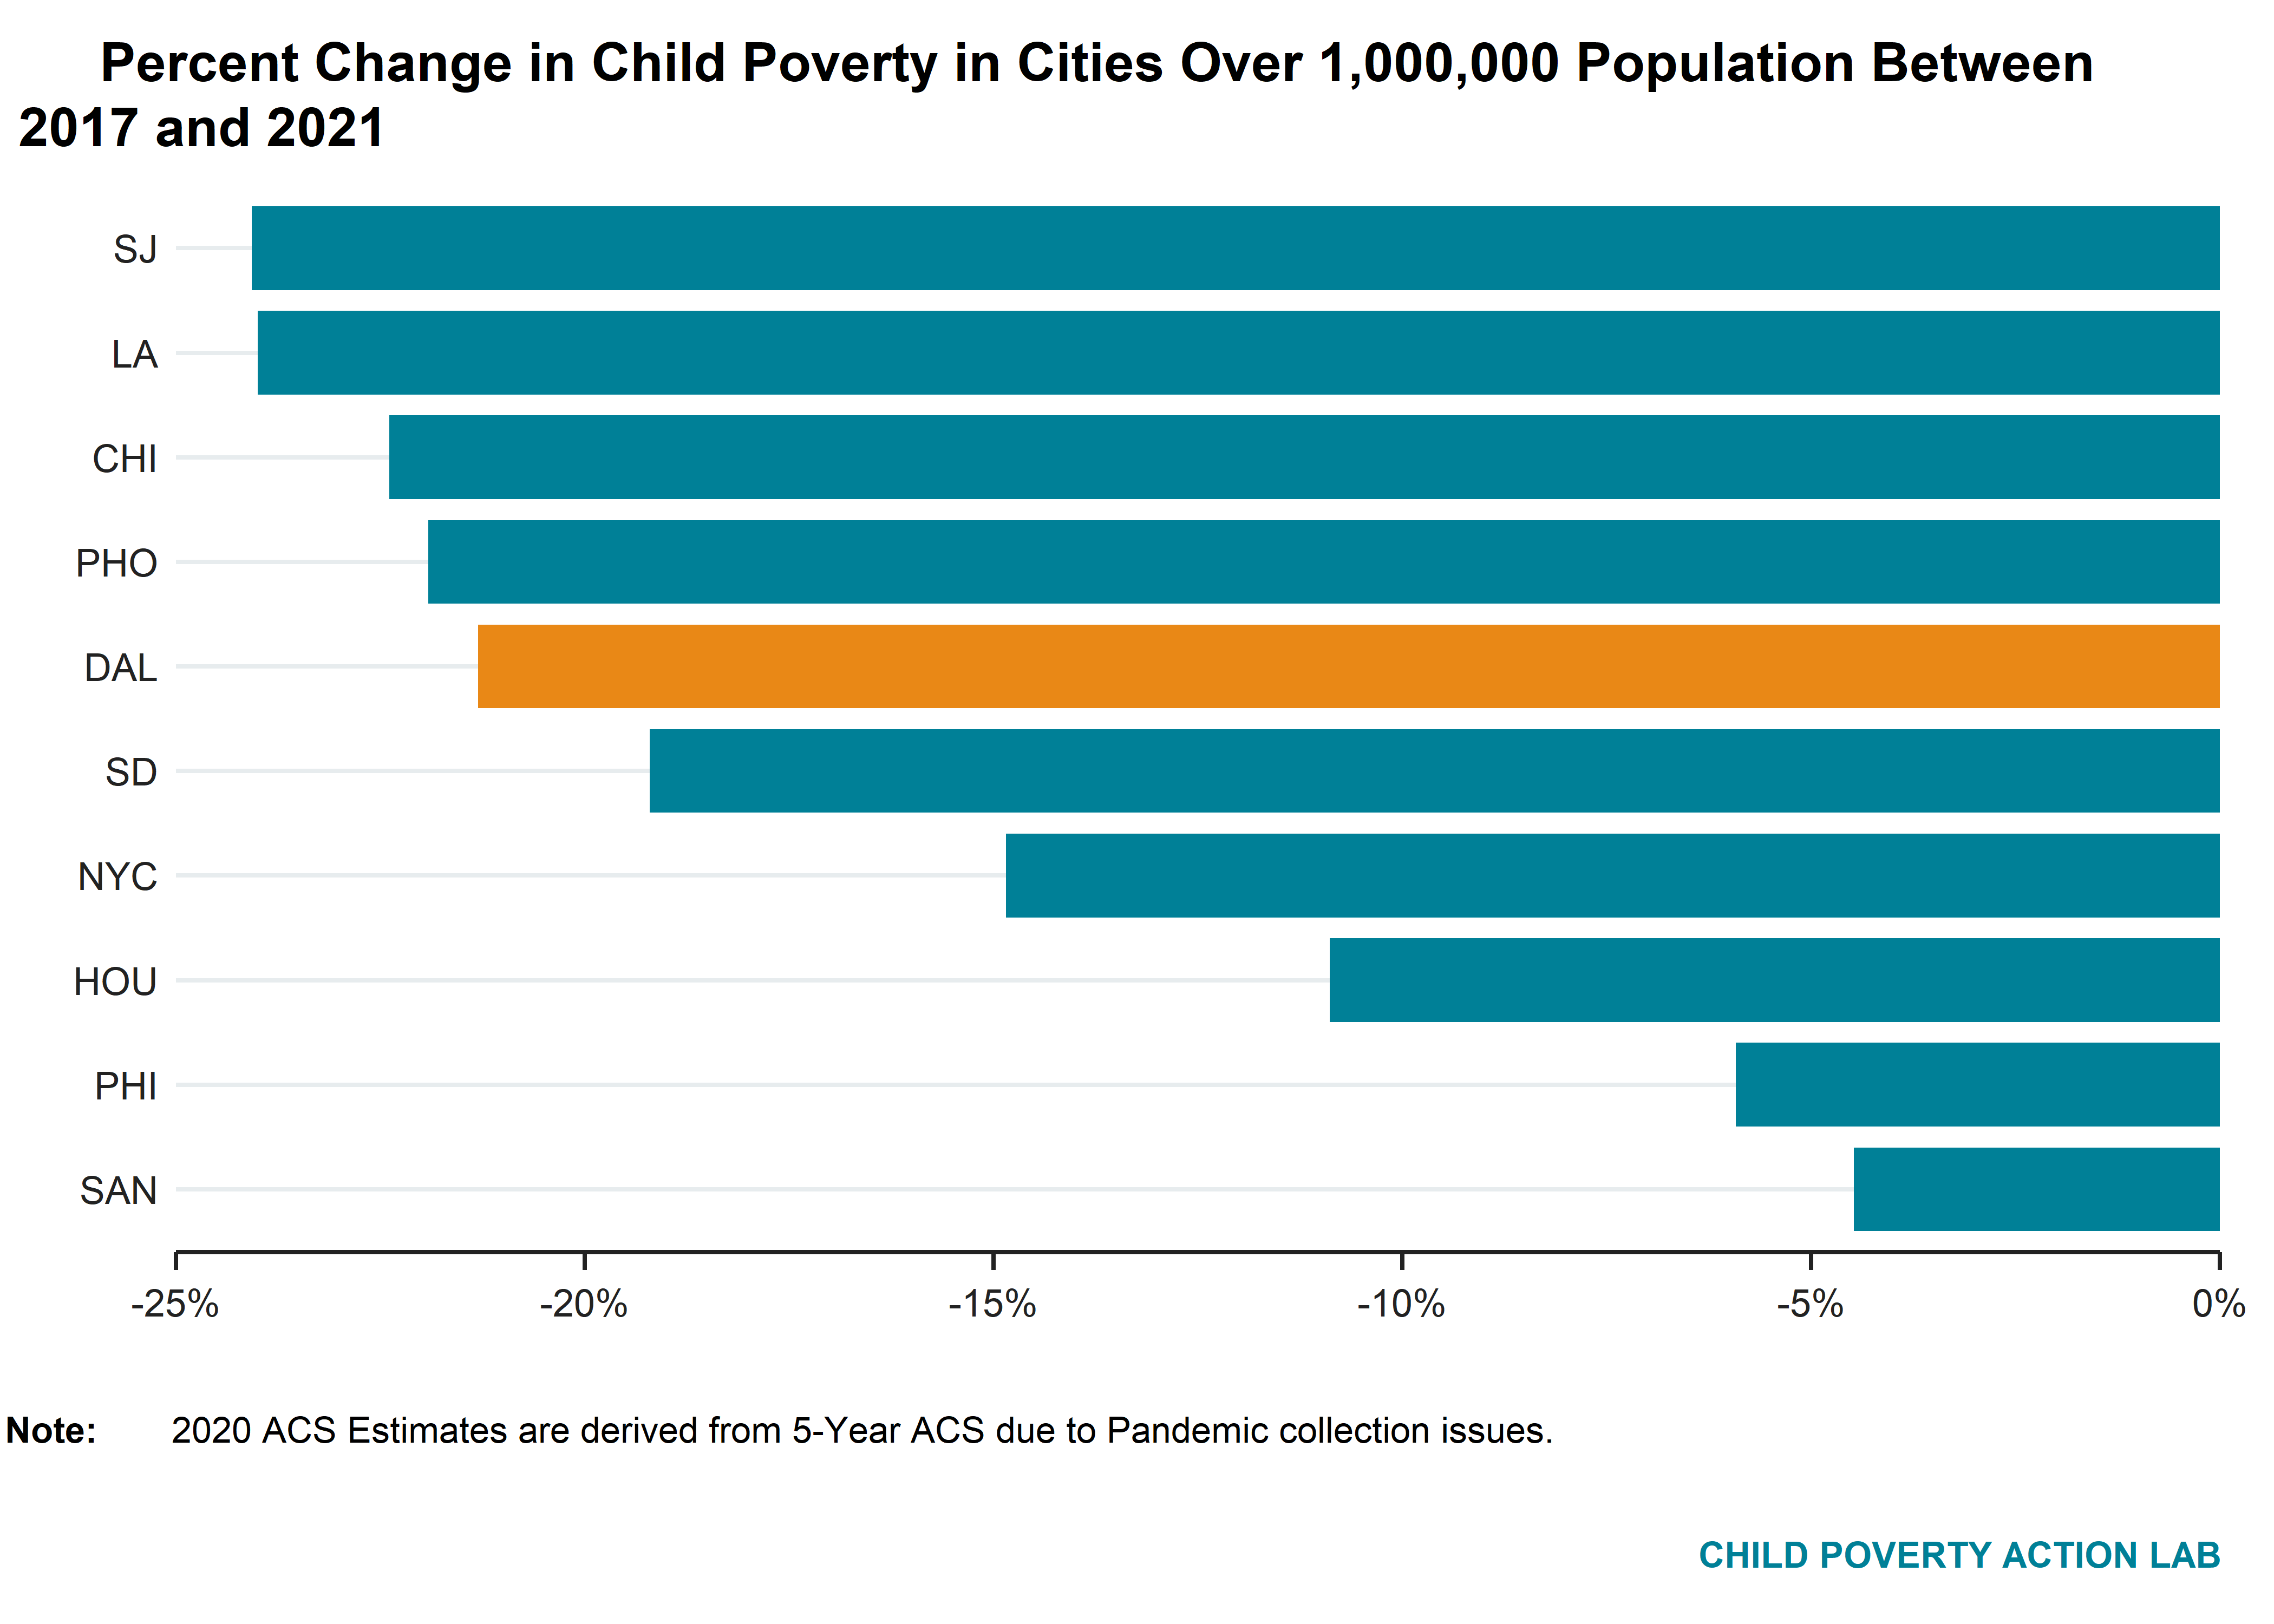 Percent Change in Child Poverty in Cities Over 1,000,000 Population Between
2017 and 2021
SJ
LA
CHI
PHO
DAL
SD
NYC
HOU
PHI
SAN
-25% -20% -15% -10% -5% 0%
Note: 2020 ACS Estimates are derived from 5-Year ACS due to Pandemic collection issues.
CHILD POVERTY ACTION LAB